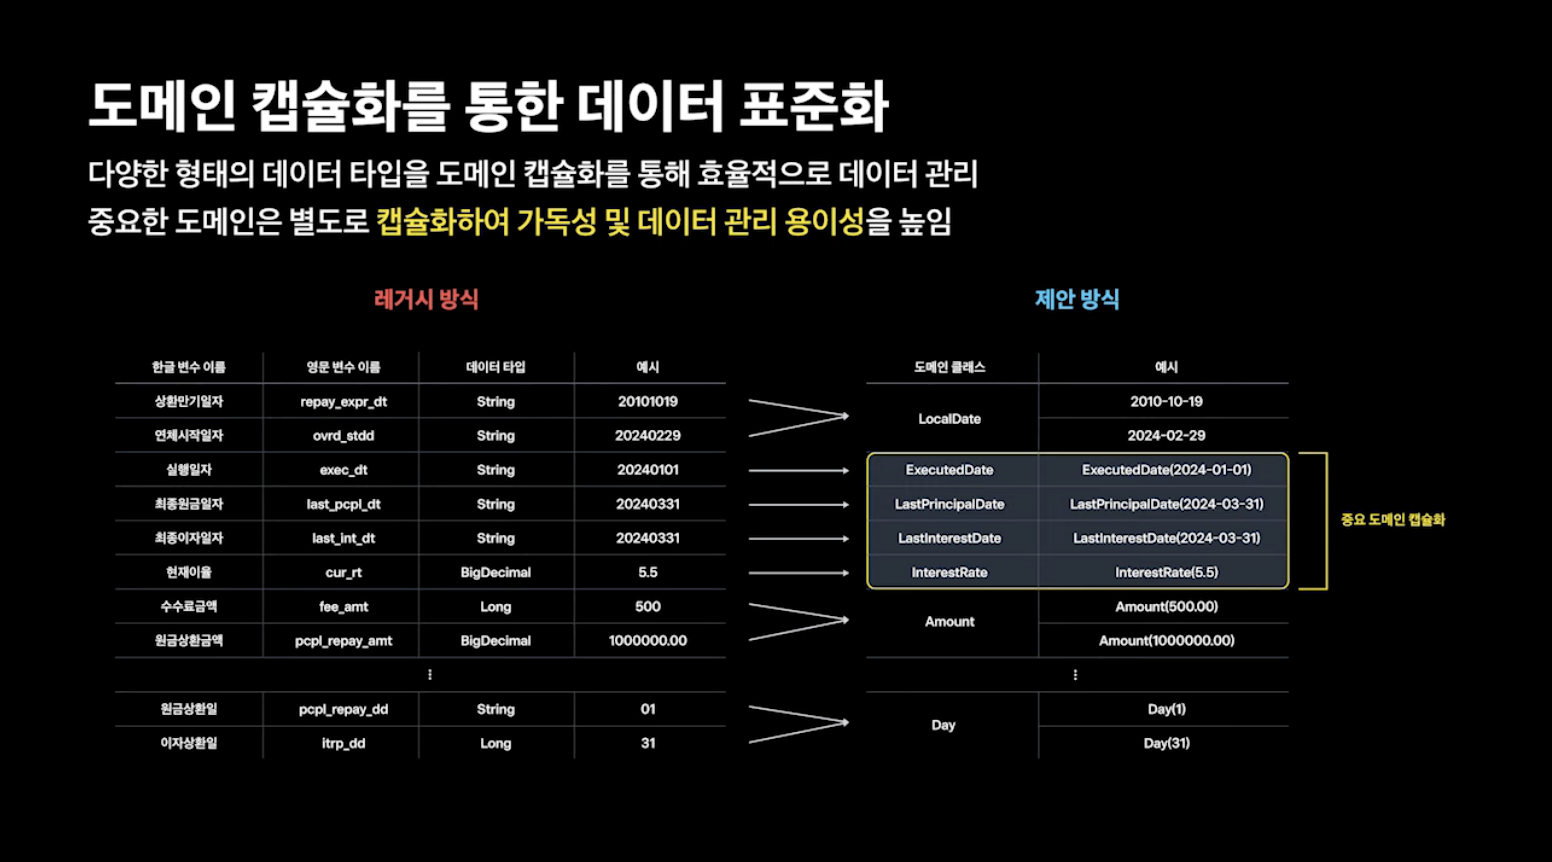 도메인 캡슐화를 통한 데이터 표준화
다양한 형태의 데이터 타입을 도메인 캡슐화를 통해 효율적으로 데이터 관리
중요한 도메인은 별도로 캡슐화하여 가독성 및 데이터 관리 용이성을 높임
레거시 방식
한글 변수 이름 영문 변수 이름 데이터 타입 예시
상환만기일자 repay_expr_dt String 20101019
연체시작일자 ovrd_stdd String 20240229
실행일자 exec_dt String 20240101
최종원금일자 last_pcpl_dt String 20240331
최종이자일자 last_int_dt String 20240331
현재이율 cur_rt BigDecimal 5.5
수수료금액 fee_amt Long 500
원금상환금액 pcpl_repay_amt BigDecimal 1000000.00
⋮
원금상환일 pcpl_repay_dd String 01
이자상환일 itrp_dd Long 31
제안 방식
도메인 클래스 예시
LocalDate 2010-10-19
2024-02-29
ExecutedDate ExecutedDate(2024-01-01)
LastPrincipalDate LastPrincipalDate(2024-03-31)
LastInterestDate LastInterestDate(2024-03-31)
InterestRate InterestRate(5.5)
Amount Amount(500.00)
Amount(1000000.00)
⋮
Day Day(1)
Day(31)
중요 도메인 캡슐화